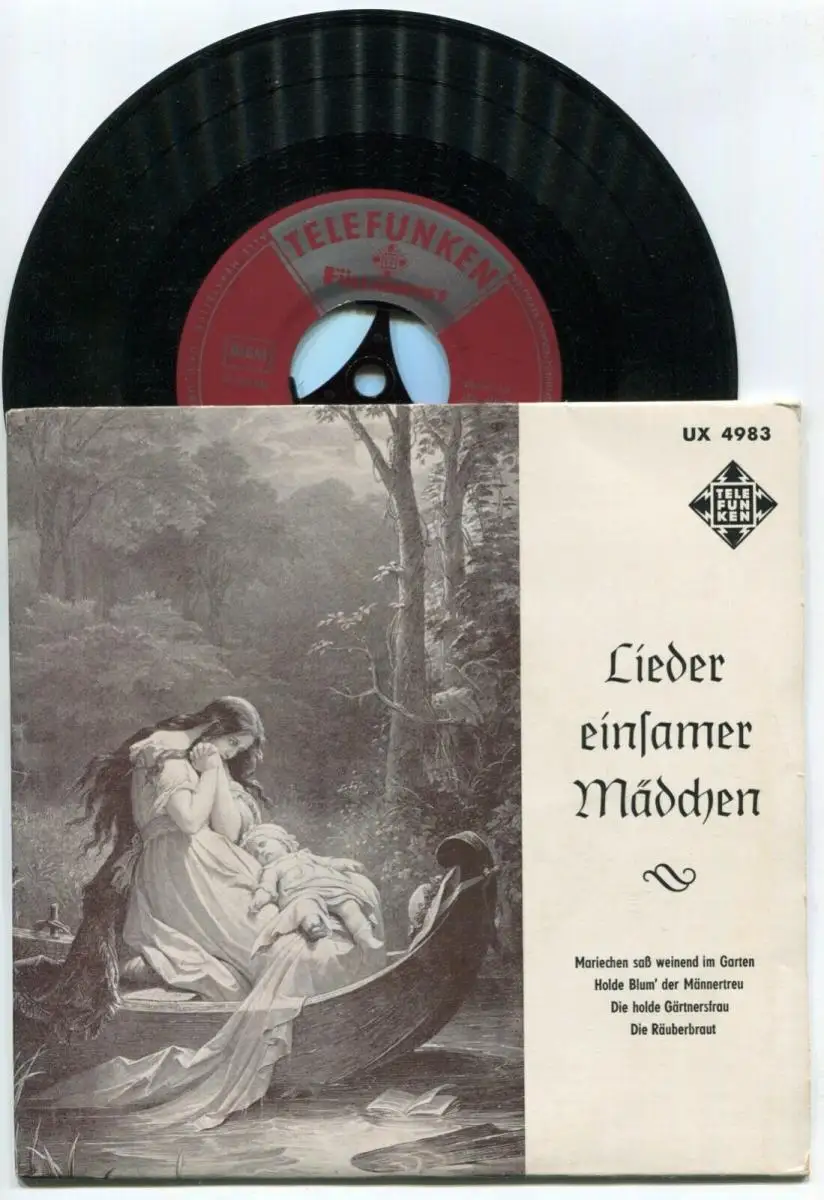 TELEFUNKEN
UX 4983
TELE
FUN
KEN
Lieder
einſamer
Mädchen
Mariechen saß weinend im Garten
Holde Blum' der Männertreu
Die holde Gärtnersfrau
Die Räuberbraut